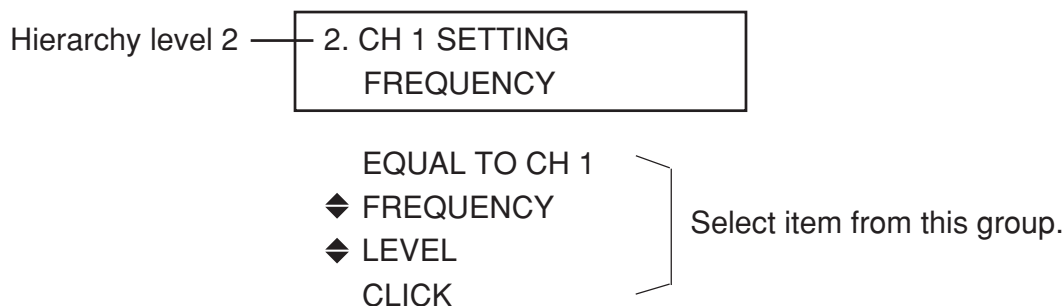 Hierarchy level 2
2. CH 1 SETTING
FREQUENCY
EQUAL TO CH 1
FREQUENCY
LEVEL
CLICK
Select item from this group.